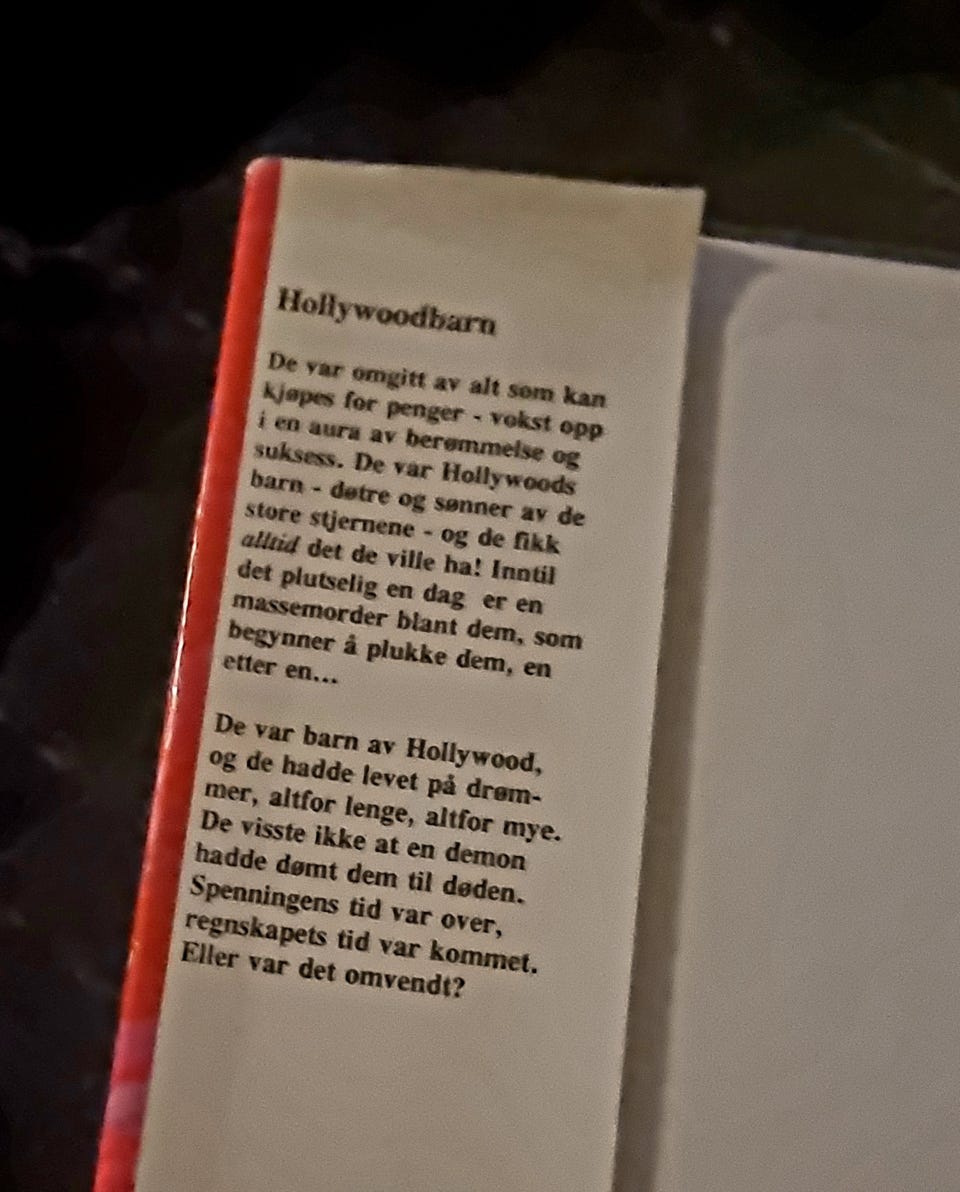 Hollywoodbarn
De var omgitt av alt som kan
kjøpes for penger - vokst opp
i en aura av berømmelse og
suksess. De var Hollywoods
barn - døtre og sønner av de
store stjernene - og de fikk
alltid det de ville ha! Inntil
det plutselig en dag er en
massemorder blant dem, som
begynner å plukke dem, en
etter en...
De var barn av Hollywood,
og de hadde levet på drøm-
mer, altfor lenge, altfor mye.
De visste ikke at en demon
hadde dømt dem til døden.
Spenningens tid var over,
regnskapets tid var kommet.
Eller var det omvendt?